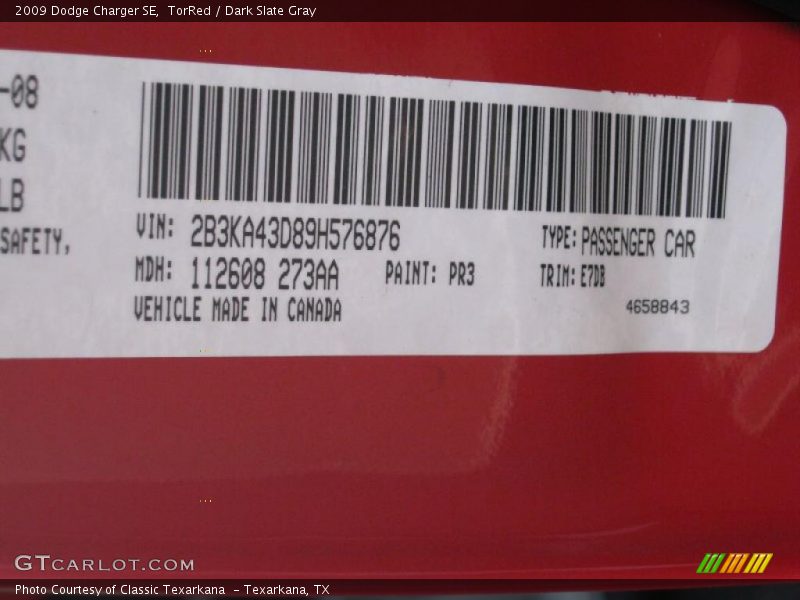 2009 Dodge Charger SE,  TorRed / Dark Slate Gray
-08
KG
LB
SAFETY,
VIN: 2B3KA43D89H576876 TYPE: PASSENGER CAR
MDH: 112608 273AA PAINT: PR3 TRIM: E7DB
VEHICLE MADE IN CANADA
4658843
GTCARLOT.COM
Photo Courtesy of Classic Texarkana  - Texarkana, TX